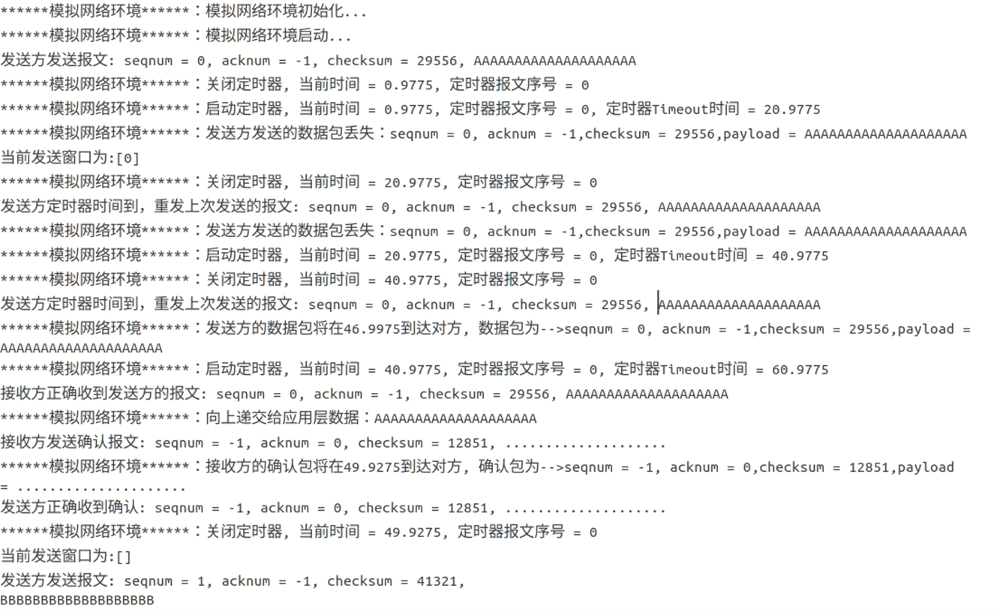 ******模拟网络环境******：模拟网络环境初始化...
******模拟网络环境******：模拟网络环境启动...
发送方发送报文: seqnum = 0, acknum = -1, checksum = 29556, AAAAAAAAAAAAAAAAAAAA
******模拟网络环境******：关闭定时器, 当前时间 = 0.9775, 定时器报文序号 = 0
******模拟网络环境******：启动定时器, 当前时间 = 0.9775, 定时器报文序号 = 0, 定时器Timeout时间 = 20.9775
******模拟网络环境******：发送方发送的数据包丢失：seqnum = 0, acknum = -1,checksum = 29556,payload = AAAAAAAAAAAAAAAAAAAA
当前发送窗口为:[0]
******模拟网络环境******：关闭定时器, 当前时间 = 20.9775, 定时器报文序号 = 0
发送方定时器时间到，重发上次发送的报文: seqnum = 0, acknum = -1, checksum = 29556, AAAAAAAAAAAAAAAAAAAA
******模拟网络环境******：发送方发送的数据包丢失：seqnum = 0, acknum = -1,checksum = 29556,payload = AAAAAAAAAAAAAAAAAAAA
******模拟网络环境******：启动定时器, 当前时间 = 20.9775, 定时器报文序号 = 0, 定时器Timeout时间 = 40.9775
******模拟网络环境******：关闭定时器, 当前时间 = 40.9775, 定时器报文序号 = 0
发送方定时器时间到，重发上次发送的报文: seqnum = 0, acknum = -1, checksum = 29556, AAAAAAAAAAAAAAAAAAAA
******模拟网络环境******：发送方的数据包将在46.9975到达对方, 数据包为-->seqnum = 0, acknum = -1,checksum = 29556,payload =
AAAAAAAAAAAAAAAAAAAA
******模拟网络环境******：启动定时器, 当前时间 = 40.9775, 定时器报文序号 = 0, 定时器Timeout时间 = 60.9775
接收方正确收到发送方的报文: seqnum = 0, acknum = -1, checksum = 29556, AAAAAAAAAAAAAAAAAAAA
******模拟网络环境******：向上递交给应用层数据：AAAAAAAAAAAAAAAAAAAA
接收方发送确认报文: seqnum = -1, acknum = 0, checksum = 12851, ....................
******模拟网络环境******：接收方的确认包将在49.9275到达对方, 确认包为-->seqnum = -1, acknum = 0,checksum = 12851,payload
= .....................
发送方正确收到确认: seqnum = -1, acknum = 0, checksum = 12851, ....................
******模拟网络环境******：关闭定时器, 当前时间 = 49.9275, 定时器报文序号 = 0
当前发送窗口为:[]
发送方发送报文: seqnum = 1, acknum = -1, checksum = 41321,
BBBBBBBBBBBBBBBBBBB